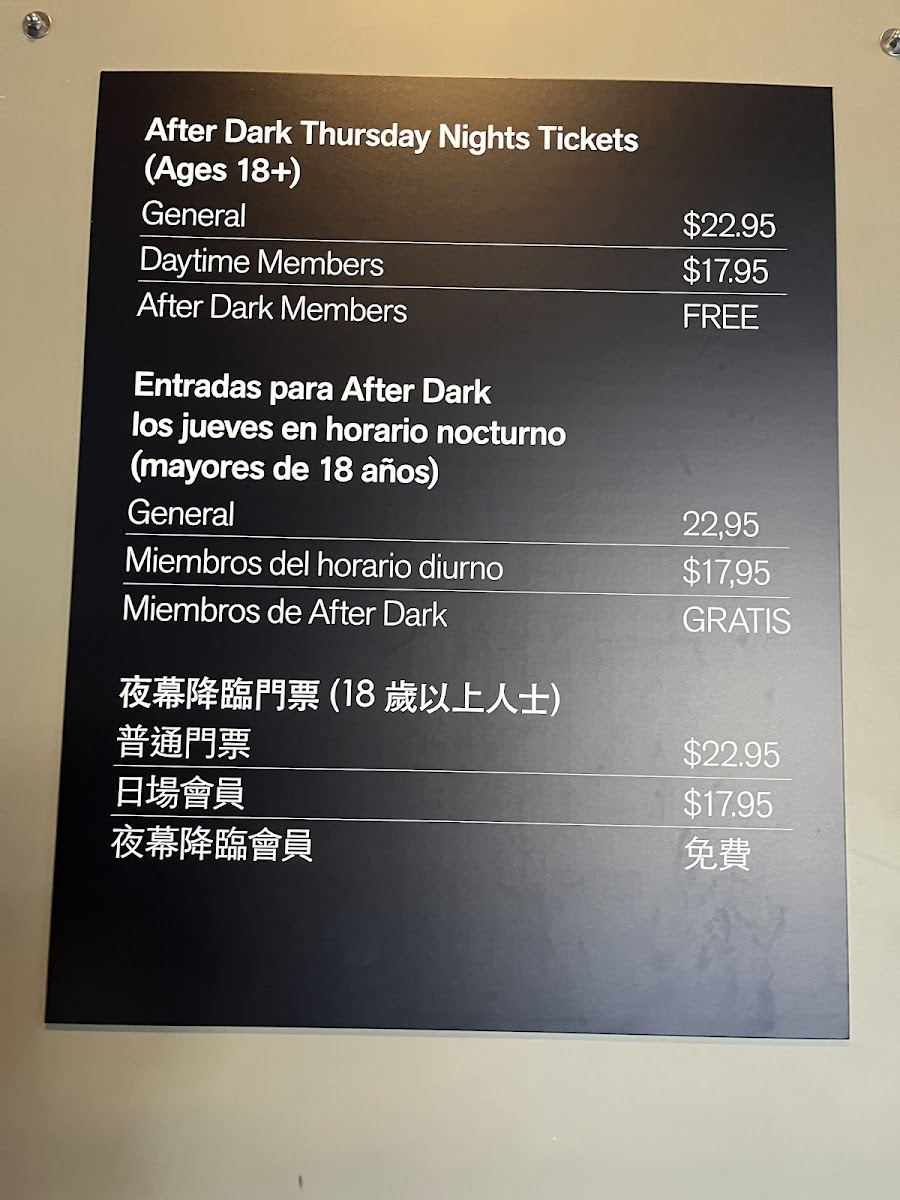 After Dark Thursday Nights Tickets
(Ages 18+)
General $22.95
Daytime Members $17.95
After Dark Members FREE
Entradas para After Dark
los jueves en horario nocturno
(mayores de 18 años)
General 22,95
Miembros del horario diurno $17,95
Miembros de After Dark GRATIS
夜幕降臨門票 (18 歲以上人士)
普通門票 $22.95
日場會員 $17.95
夜幕降臨會員 免費